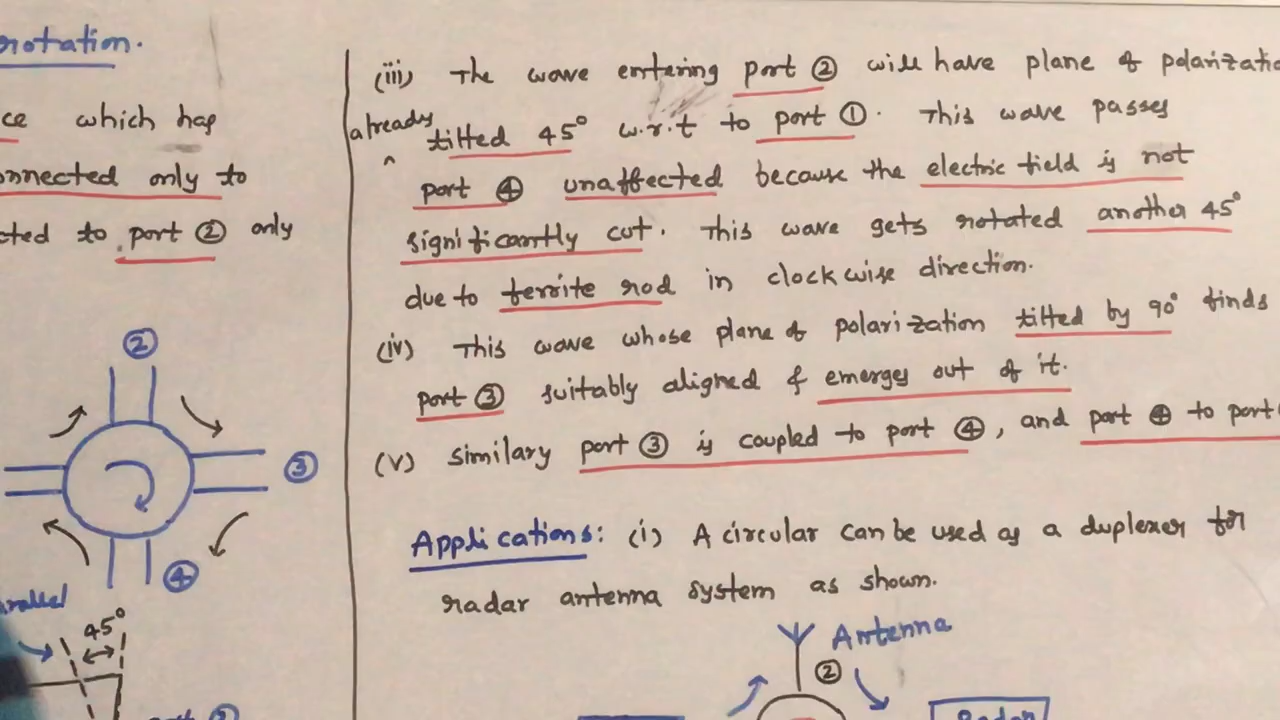 rotation.
ce which has
onnected only to
cted to port ② only
②
③
④
rallel
45°
(iii) The wave entering port ② will have plane of polarizatio
already
tilted 45° w.r.t to port ①. This wave passes
port ④ unaffected because the electric field is not
significantly cut. This wave gets rotated another 45°
due to ferrite rod in clockwise direction.
(iv) This wave whose plane of polarization tilted by 90° finds
port ③ suitably aligned & emerges out of it.
(v) similary port ③ is coupled to port ④, and port ④ to port
Applications: (i) A circular can be used as a duplexer for
radar antenna system as shown.
Antenna
②
Radar